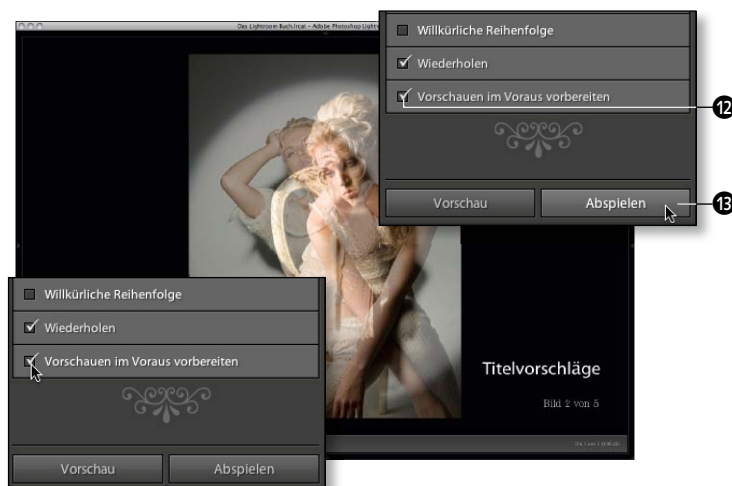 Das Lightroom Buch.lrcat – Adobe Photoshop Light
Willkürliche Reihenfolge
Wiederholen
Vorschauen im Voraus vorbereiten
12
Vorschau
Abspielen
13
Willkürliche Reihenfolge
Wiederholen
Vorschauen im Voraus vorbereiten
Titelvorschläge
Bild 2 von 5
Vorschau
Abspielen